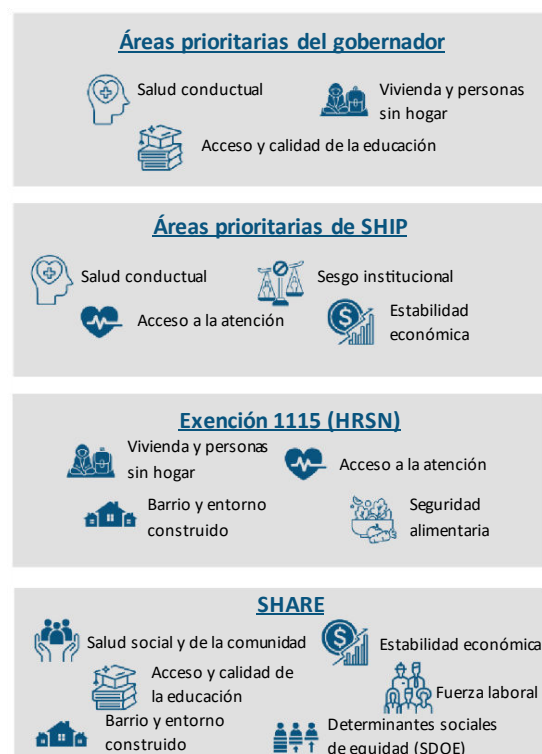 Áreas prioritarias del gobernador
Salud conductual
Vivienda y personas
sin hogar
Acceso y calidad de la educación
Áreas prioritarias de SHIP
Salud conductual
Sesgo institucional
Acceso a la atención
Estabilidad
económica
Exención 1115 (HRSN)
Vivienda y personas
sin hogar
Acceso a la atención
Barrio y entorno
construido
Seguridad
alimentaria
SHARE
Salud social y de la comunidad
Estabilidad económica
Acceso y calidad de
la educación
Fuerza laboral
Barrio y entorno
construido
Determinantes sociales
de equidad (SDOE)